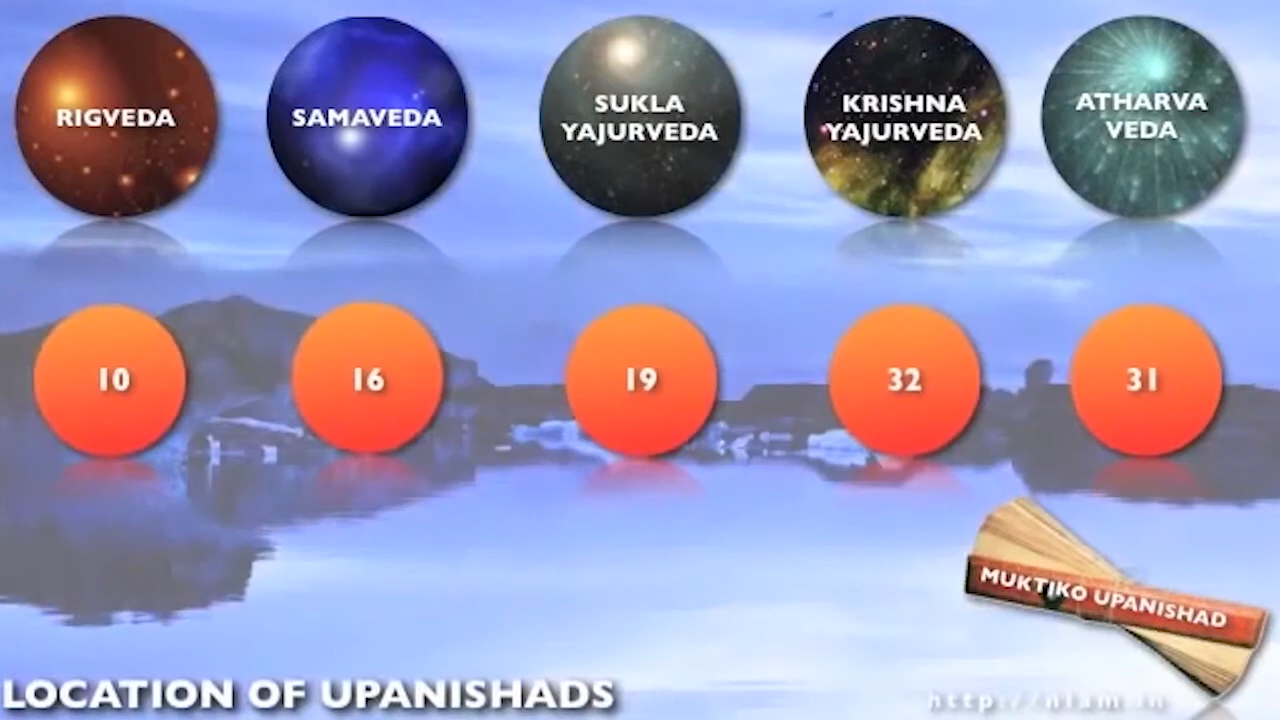 RIGVEDA
SAMAVEDA
SUKLA
YAJURVEDA
KRISHNA
YAJURVEDA
ATHARVA
VEDA
10
16
19
32
31
MUKTIKO UPANISHAD
LOCATION OF UPANISHADS